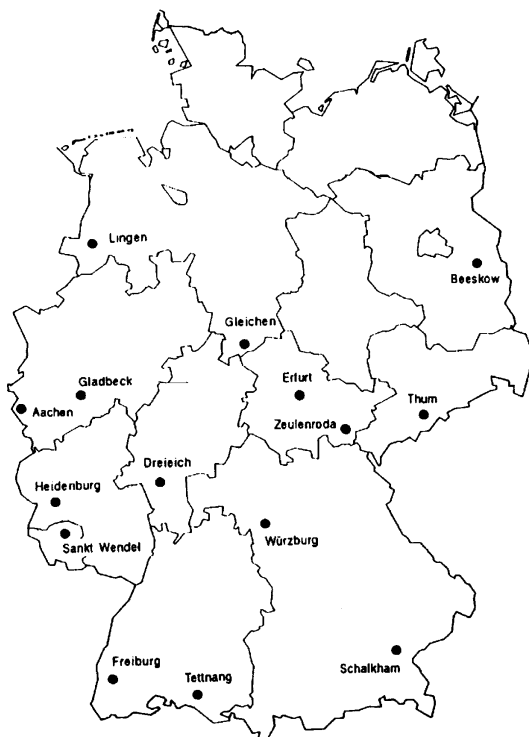 Lingen
Beeskow
Gleichen
Gladbeck
Erfurt
Thum
Aachen
Zeulenroda
Dreieich
Heidenburg
Sankt Wendel
Würzburg
Freiburg
Tettnang
Schalkham